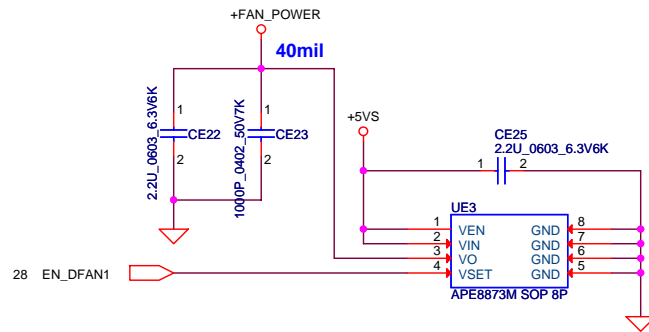 +FAN_POWER
40mil
1
CE22
2
2.2U_0603_6.3V6K
1
CE23
2
1000P_0402_50V7K
+5VS
CE25
2.2U_0603_6.3V6K
1 2
UE3
1 VEN GND 8
2 VIN GND 7
3 VO GND 6
4 VSET GND 5
APE8873M SOP 8P
28 EN_DFAN1